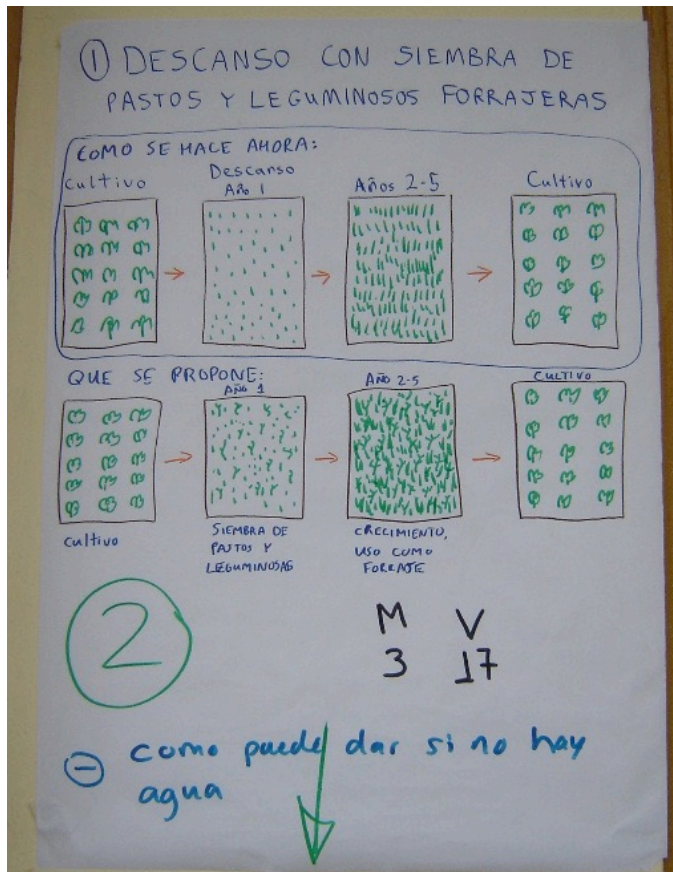 ① DESCANSO CON SIEMBRA DE
PASTOS Y LEGUMINOSOS FORRAJERAS
COMO SE HACE AHORA:
Cultivo
Descanso
Año 1
Años 2-5
Cultivo
QUE SE PROPONE:
AÑO 1
AÑO 2-5
CULTIVO
Cultivo
SIEMBRA DE
PASTOS Y
LEGUMINOSAS
CRECIMIENTO,
USO COMO
FORRAJE
2
M V
3 17
como puede dar si no hay
agua